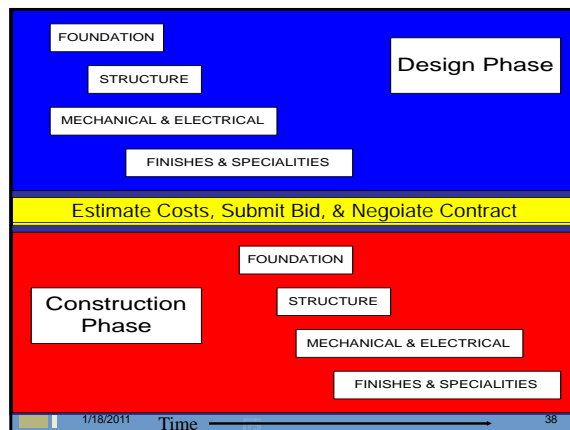 FOUNDATION
Design Phase
STRUCTURE
MECHANICAL & ELECTRICAL
FINISHES & SPECIALITIES
Estimate Costs, Submit Bid, & Negoiate Contract
FOUNDATION
Construction
Phase
STRUCTURE
MECHANICAL & ELECTRICAL
FINISHES & SPECIALITIES
1/18/2011 Time 38